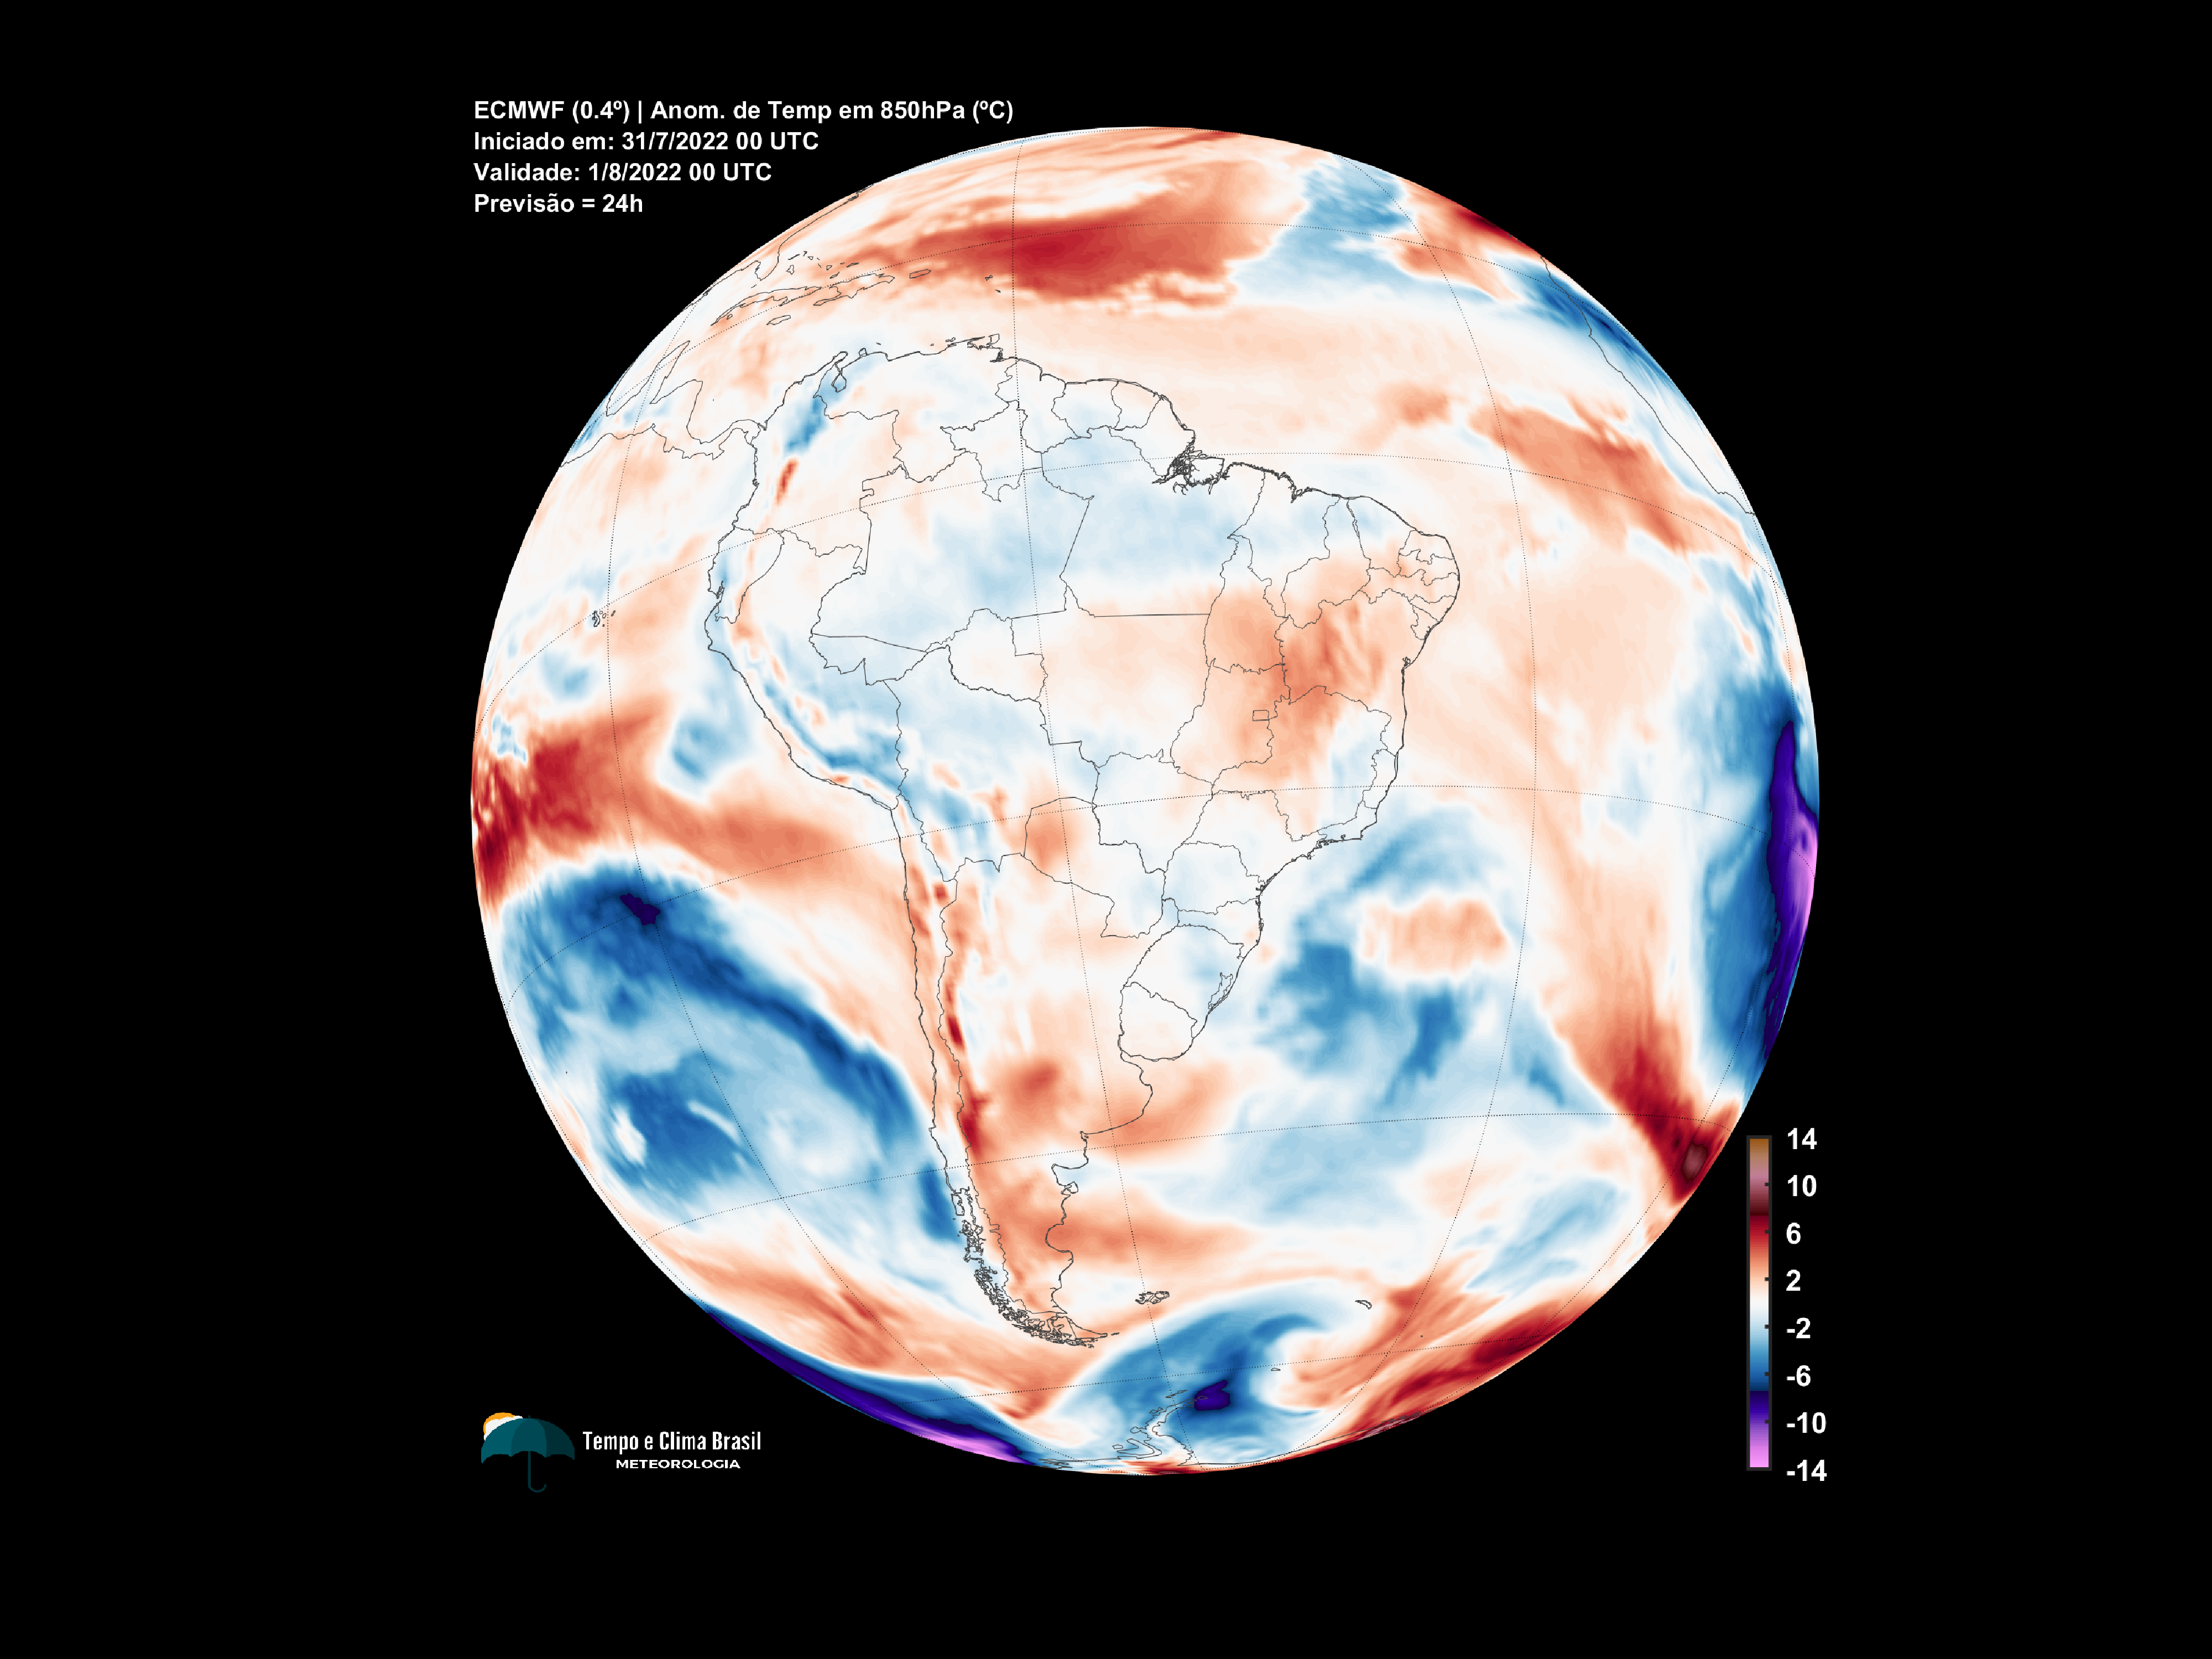 ECMWF (0.4º) | Anom. de Temp em 850hPa (ºC)
Iniciado em: 31/7/2022 00 UTC
Validade: 1/8/2022 00 UTC
Previsão = 24h
14
10
6
2
-2
-6
-10
-14
Tempo e Clima Brasil
METEOROLOGIA